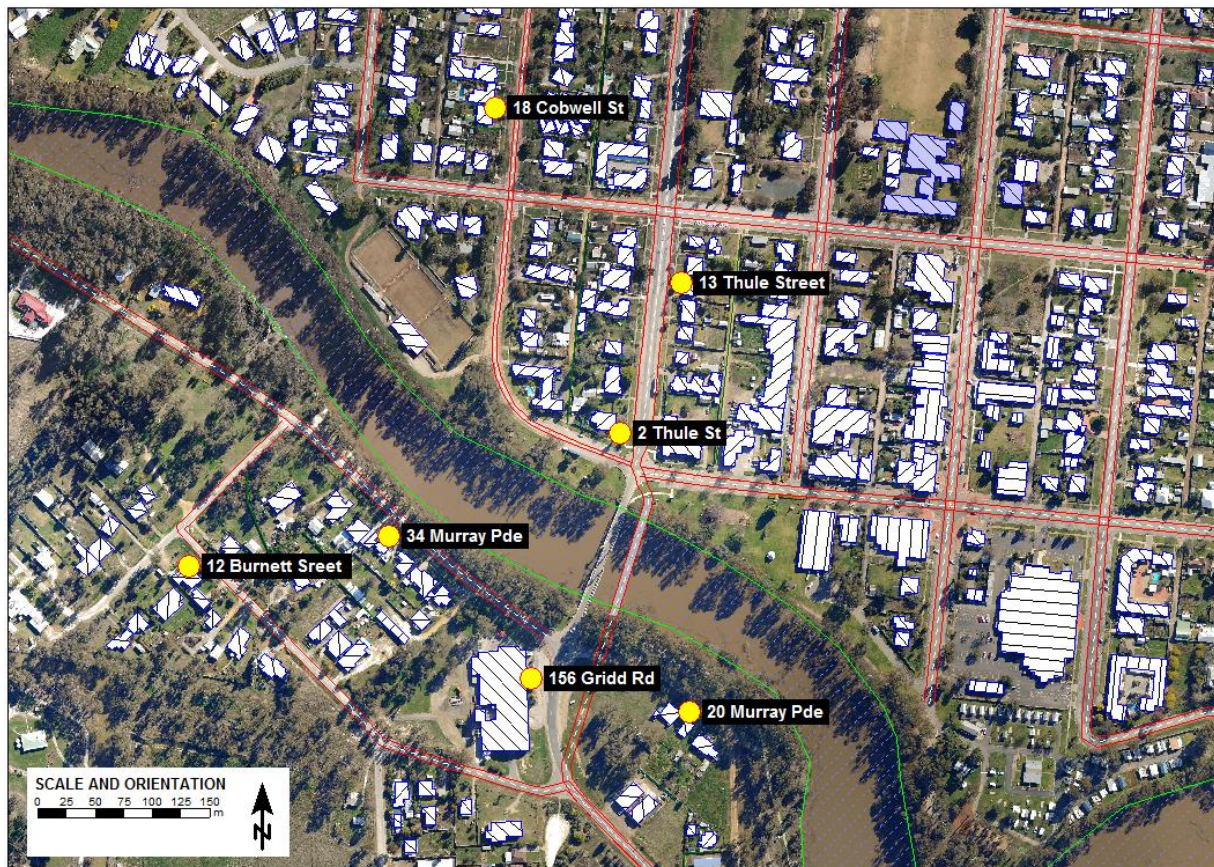 18 Cobwell St
13 Thule Street
2 Thule St
34 Murray Pde
12 Burnett Sreet
156 Gridd Rd
20 Murray Pde
SCALE AND ORIENTATION
0 25 50 75 100 125 150
m
N